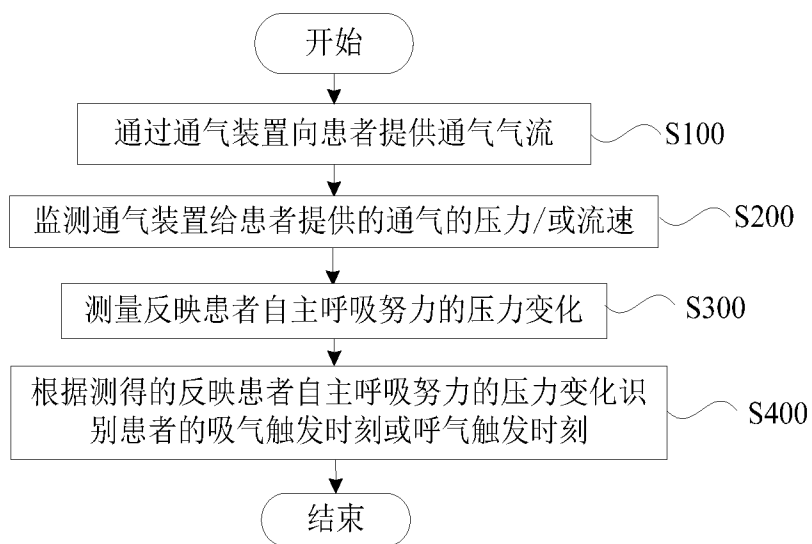 开始
通过通气装置向患者提供通气气流
S100
监测通气装置给患者提供的通气的压力/或流速
S200
测量反映患者自主呼吸努力的压力变化
S300
根据测得的反映患者自主呼吸努力的压力变化识
别患者的吸气触发时刻或呼气触发时刻
S400
结束